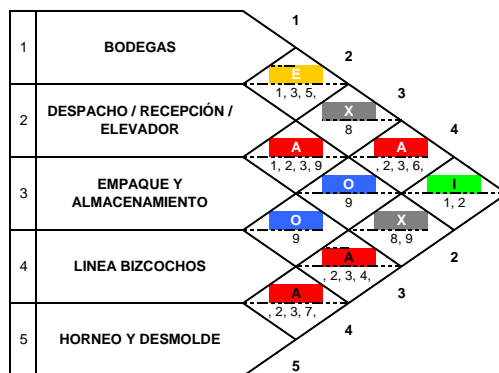 1
1
BODEGAS
2
E
1, 3, 5,
3
X
8
2
DESPACHO / RECEPCIÓN /
ELEVADOR
4
A
1, 2, 3, 9
A
, 2, 3, 6,
3
EMPAQUE Y
ALMACENAMIENTO
O
9
I
1, 2
O
9
X
8, 9
2
4
LINEA BIZCOCHOS
A
, 2, 3, 4,
3
A
, 2, 3, 7,
4
5
HORNEO Y DESMOLDE
5